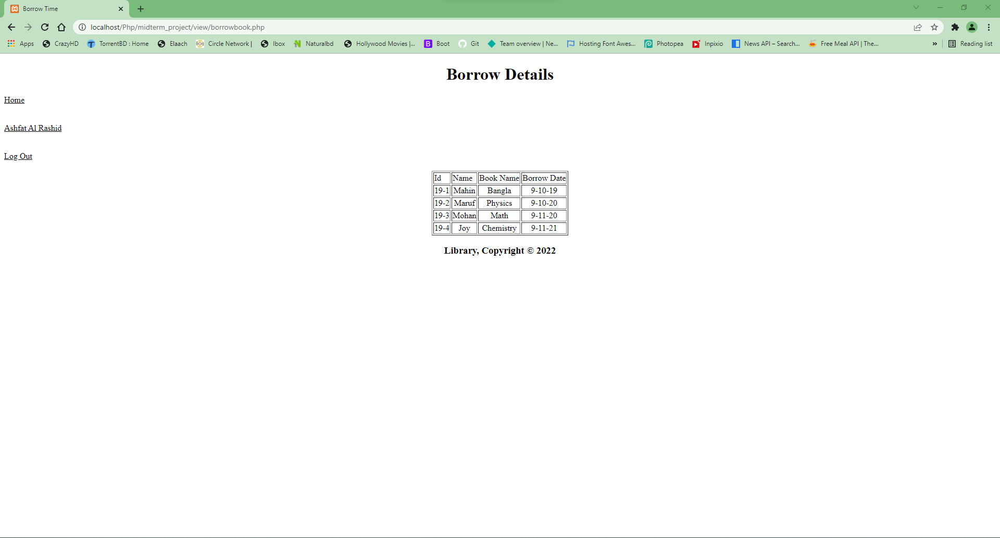 Borrow Time
localhost/Php/midterm_project/view/borrowbook.php
Apps CrazyHD TorrentBD : Home Elaach Circle Network | Ibox Naturalbd Hollywood Movies |... Boot Git Team overview | Ne... Hosting Font Awes... Photopea Inpixio News API – Search... Free Meal API | The... » Reading list
Borrow Details
Home
Ashfat Al Rashid
Log Out
Id Name Book Name Borrow Date
19-1 Mahin Bangla 9-10-19
19-2 Maruf Physics 9-10-20
19-3 Mohan Math 9-11-20
19-4 Joy Chemistry 9-11-21
Library, Copyright © 2022